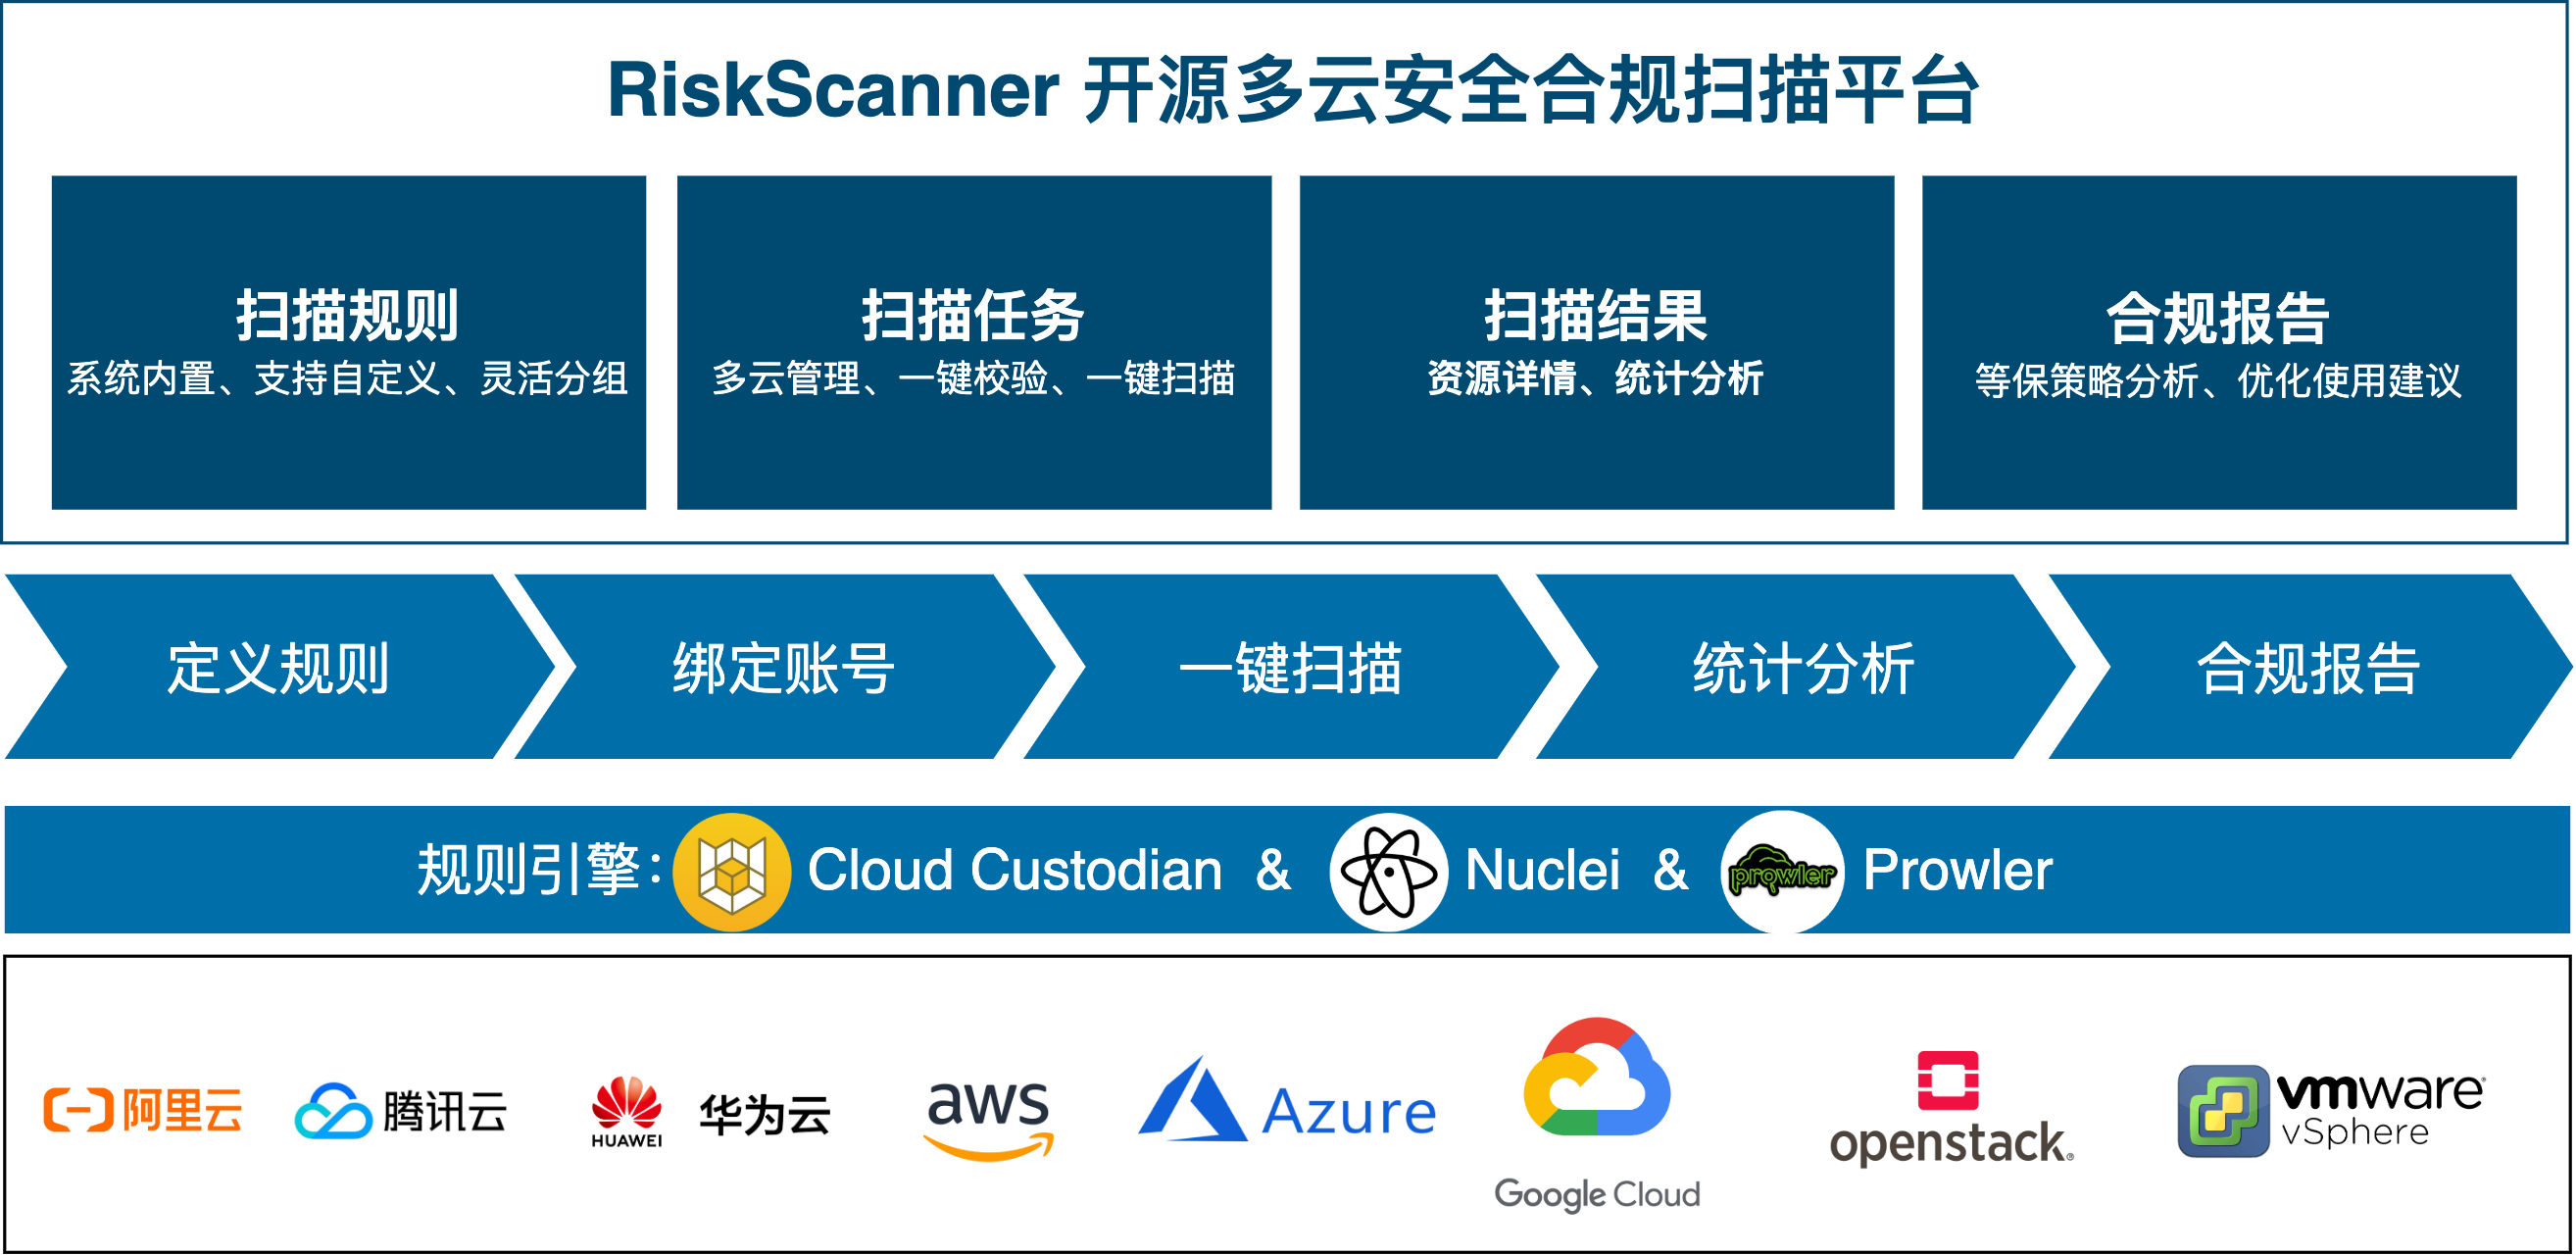 RiskScanner 开源多云安全合规扫描平台
扫描规则
系统内置、支持自定义、灵活分组
扫描任务
多云管理、一键校验、一键扫描
扫描结果
资源详情、统计分析
合规报告
等保策略分析、优化使用建议
定义规则
绑定账号
一键扫描
统计分析
合规报告
规则引擎: Cloud Custodian & Nuclei & prowler Prowler
阿里云
腾讯云
HUAWEI
华为云
aws
Azure
Google Cloud
openstack®
vmware®
vSphere